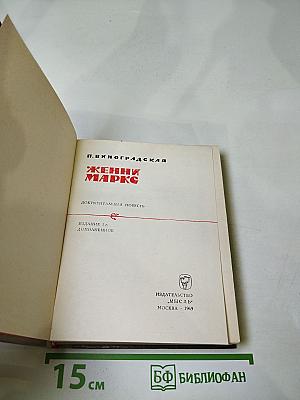 П. ВИНОГРАДСКАЯ
ЖЕННИ
МАРКС
ДОКУМЕНТАЛЬНАЯ ПОВЕСТЬ
ИЗДАНИЕ 2-е
ДОПОЛНЕННОЕ
ИЗДАТЕЛЬСТВО
„МЫСЛЬ"
МОСКВА - 1969
15 см
БФ БИБЛИОФАН